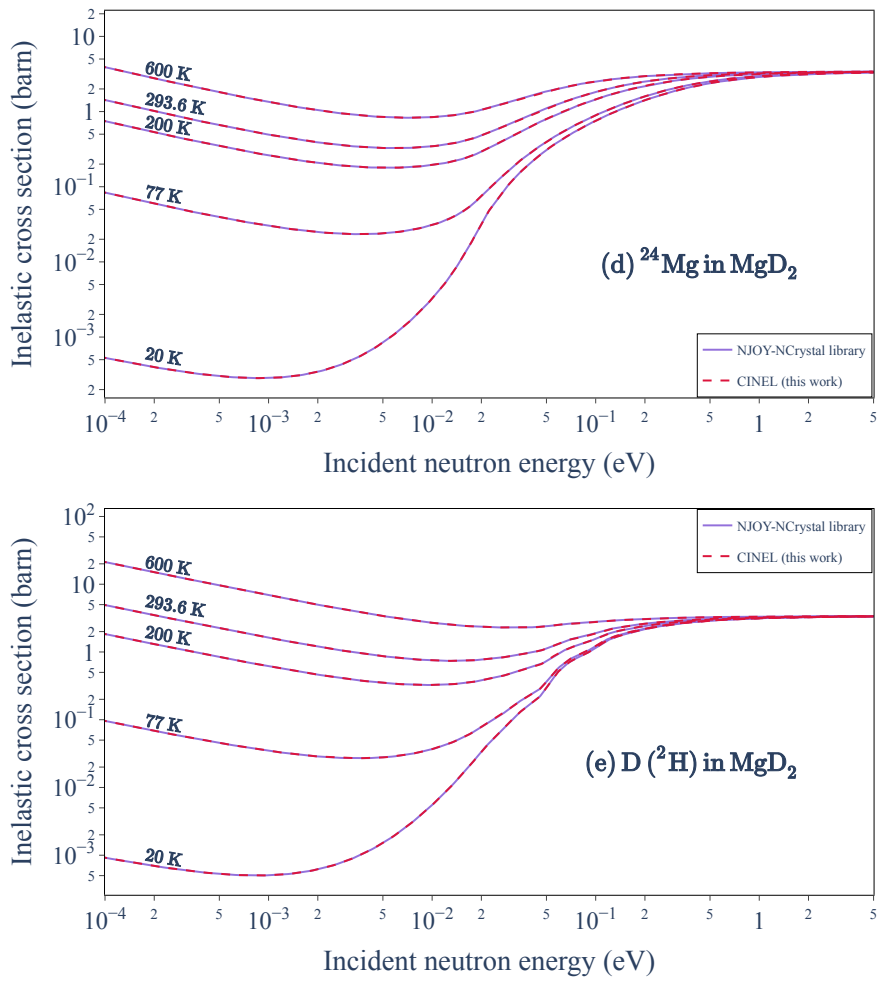 2
10
5
2
1
5
2
10⁻¹
5
2
10⁻²
5
2
10⁻³
5
2
Inelastic cross section (barn)
600 K
293.6 K
200 K
77 K
20 K
(d) ²⁴Mg in MgD₂
NJOY-NCrystal library
CINEL (this work)
10⁻⁴ 2 5 10⁻³ 2 5 10⁻² 2 5 10⁻¹ 2 5 1 2 5
Incident neutron energy (eV)
10²
5
2
10
5
2
1
5
2
10⁻¹
5
2
10⁻²
5
2
10⁻³
5
Inelastic cross section (barn)
NJOY-NCrystal library
CINEL (this work)
600 K
293.6 K
200 K
77 K
20 K
(e) D (²H) in MgD₂
10⁻⁴ 2 5 10⁻³ 2 5 10⁻² 2 5 10⁻¹ 2 5 1 2 5
Incident neutron energy (eV)